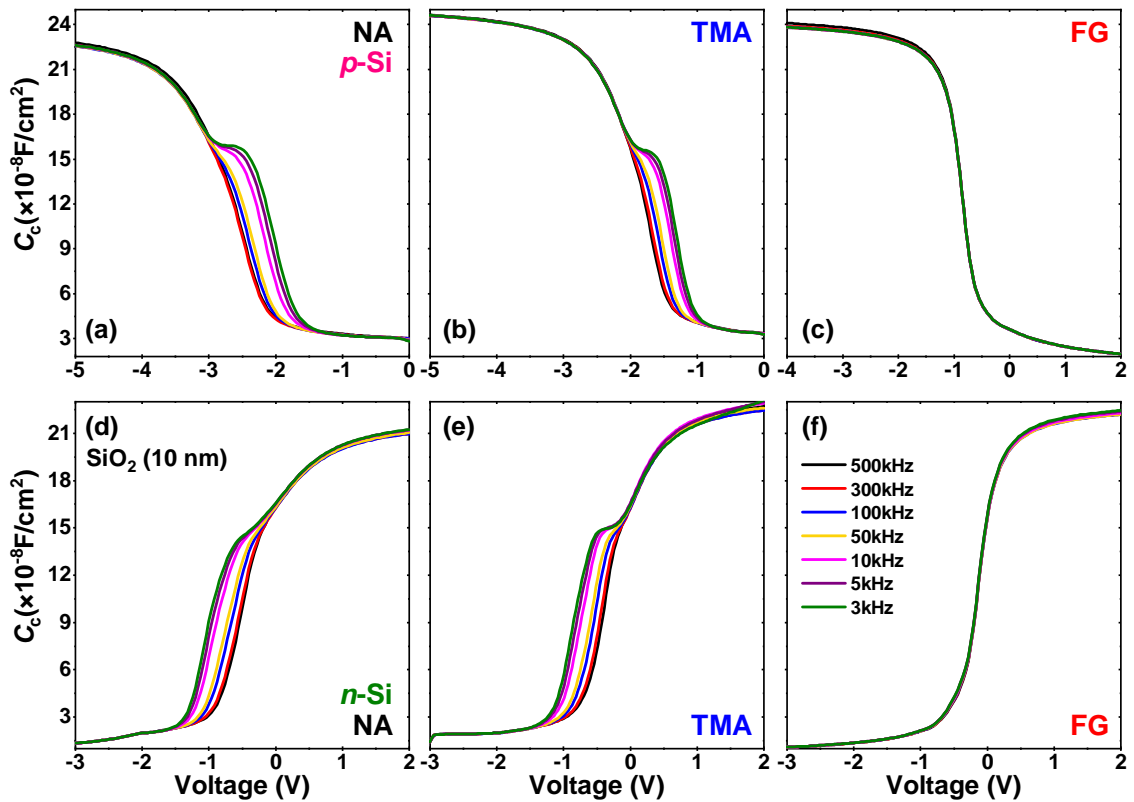 24
21
18
15
12
9
6
3
C_c(×10⁻⁸F/cm²)
NA
p-Si
(a)
-5 -4 -3 -2 -1 0
TMA
(b)
-5 -4 -3 -2 -1 0
FG
(c)
-4 -3 -2 -1 0 1 2
21
18
15
12
9
6
3
C_c(×10⁻⁸F/cm²)
(d)
SiO₂ (10 nm)
n-Si
NA
-3 -2 -1 0 1 2
Voltage (V)
(e)
TMA
-3 -2 -1 0 1 2
Voltage (V)
(f)
500kHz
300kHz
100kHz
50kHz
10kHz
5kHz
3kHz
FG
-3 -2 -1 0 1 2
Voltage (V)